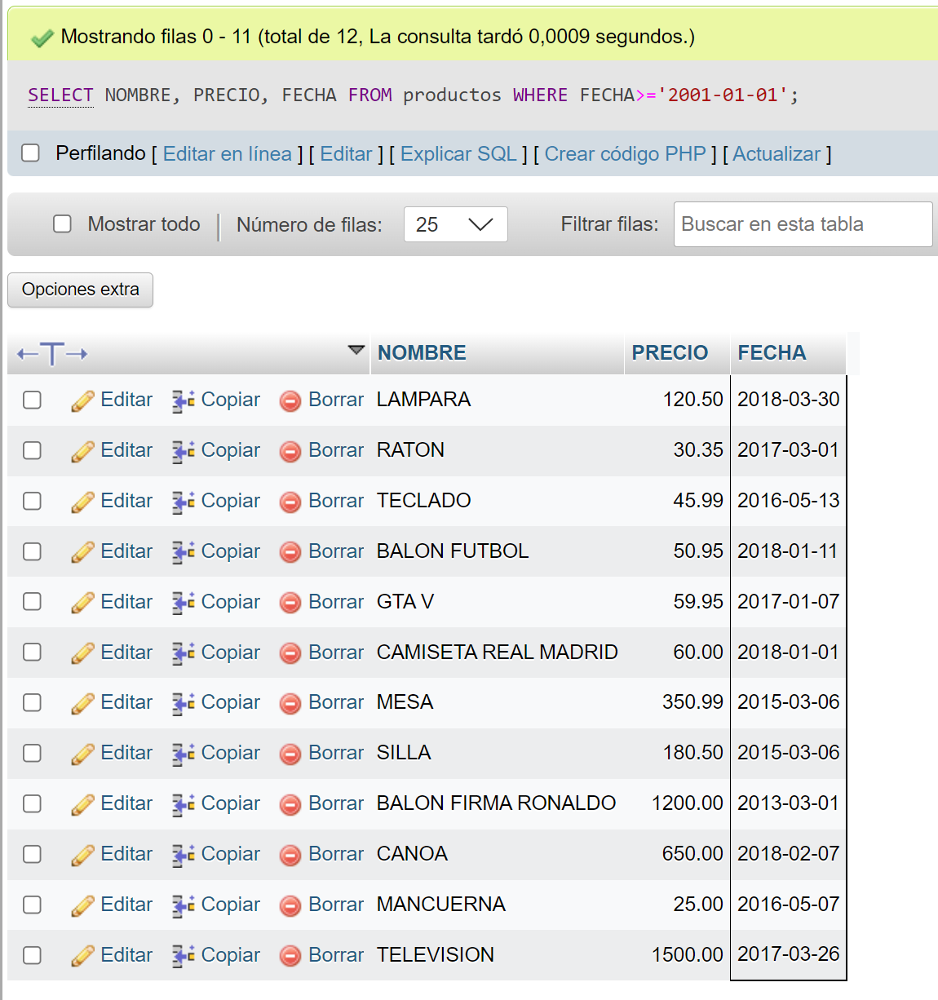 Mostrando filas 0 - 11 (total de 12, La consulta tardó 0,0009 segundos.)
SELECT NOMBRE, PRECIO, FECHA FROM productos WHERE FECHA>='2001-01-01';
Perfilando [ Editar en línea ] [ Editar ] [ Explicar SQL ] [ Crear código PHP ] [ Actualizar ]
Mostrar todo Número de filas: 25 Filtrar filas: Buscar en esta tabla
Opciones extra
NOMBRE PRECIO FECHA
Editar Copiar Borrar LAMPARA 120.50 2018-03-30
Editar Copiar Borrar RATON 30.35 2017-03-01
Editar Copiar Borrar TECLADO 45.99 2016-05-13
Editar Copiar Borrar BALON FUTBOL 50.95 2018-01-11
Editar Copiar Borrar GTA V 59.95 2017-01-07
Editar Copiar Borrar CAMISETA REAL MADRID 60.00 2018-01-01
Editar Copiar Borrar MESA 350.99 2015-03-06
Editar Copiar Borrar SILLA 180.50 2015-03-06
Editar Copiar Borrar BALON FIRMA RONALDO 1200.00 2013-03-01
Editar Copiar Borrar CANOA 650.00 2018-02-07
Editar Copiar Borrar MANCUERNA 25.00 2016-05-07
Editar Copiar Borrar TELEVISION 1500.00 2017-03-26